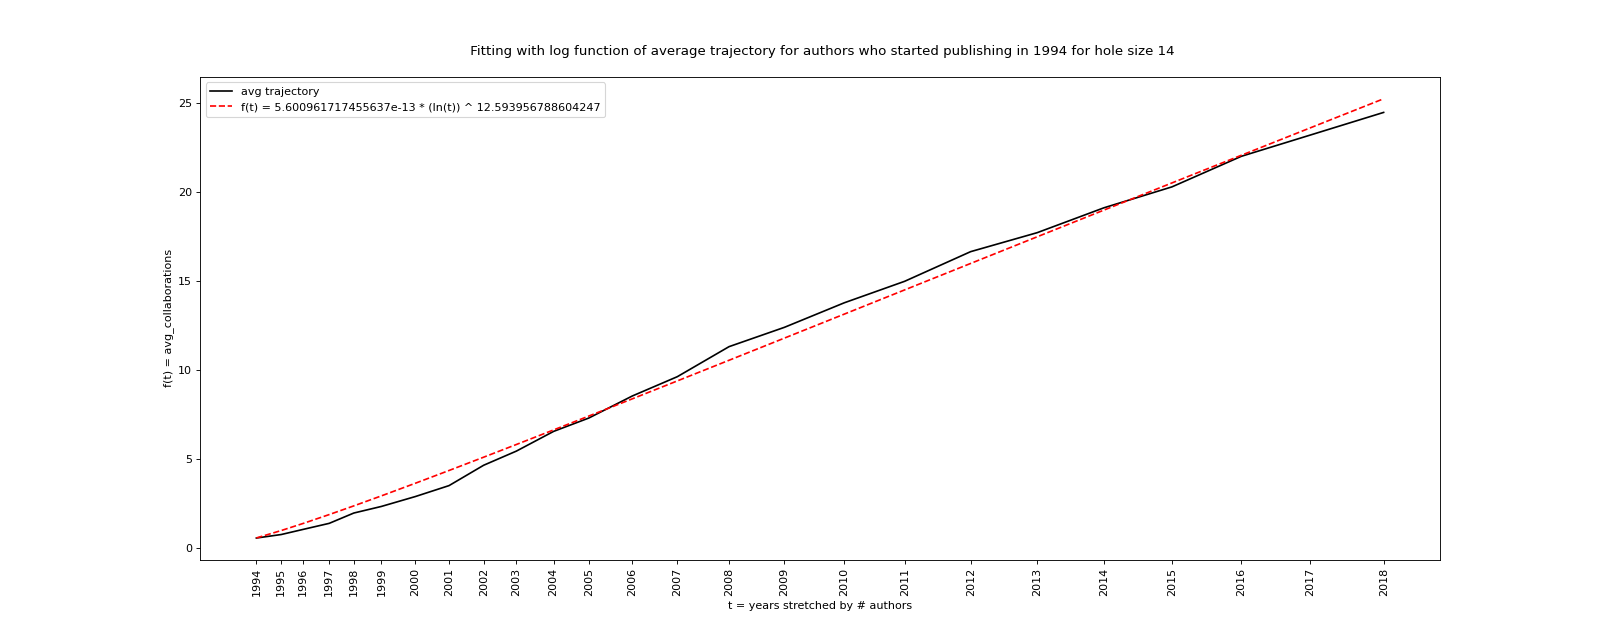 Fitting with log function of average trajectory for authors who started publishing in 1994 for hole size 14
avg trajectory
f(t) = 5.600961717455637e-13 * (ln(t)) ^ 12.593956788604247
25
20
15
10
5
0
f(t) = avg_collaborations
1994 1995 1996 1997 1998 1999 2000 2001 2002 2003 2004 2005 2006 2007 2008 2009 2010 2011 2012 2013 2014 2015 2016 2017 2018
t = years stretched by # authors